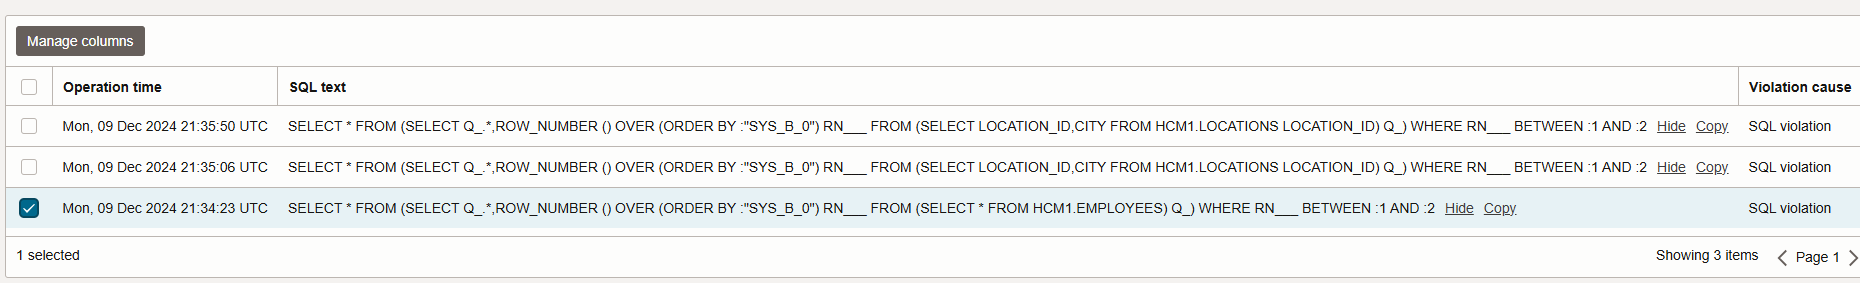 Manage columns
Operation time SQL text Violation cause
Mon, 09 Dec 2024 21:35:50 UTC SELECT * FROM (SELECT Q_.*,ROW_NUMBER () OVER (ORDER BY :"SYS_B_0") RN___ FROM (SELECT LOCATION_ID,CITY FROM HCM1.LOCATIONS LOCATION_ID) Q_) WHERE RN___ BETWEEN :1 AND :2 Hide Copy SQL violation
Mon, 09 Dec 2024 21:35:06 UTC SELECT * FROM (SELECT Q_.*,ROW_NUMBER () OVER (ORDER BY :"SYS_B_0") RN___ FROM (SELECT LOCATION_ID,CITY FROM HCM1.LOCATIONS LOCATION_ID) Q_) WHERE RN___ BETWEEN :1 AND :2 Hide Copy SQL violation
Mon, 09 Dec 2024 21:34:23 UTC SELECT * FROM (SELECT Q_.*,ROW_NUMBER () OVER (ORDER BY :"SYS_B_0") RN___ FROM (SELECT * FROM HCM1.EMPLOYEES) Q_) WHERE RN___ BETWEEN :1 AND :2 Hide Copy SQL violation
1 selected Showing 3 items Page 1